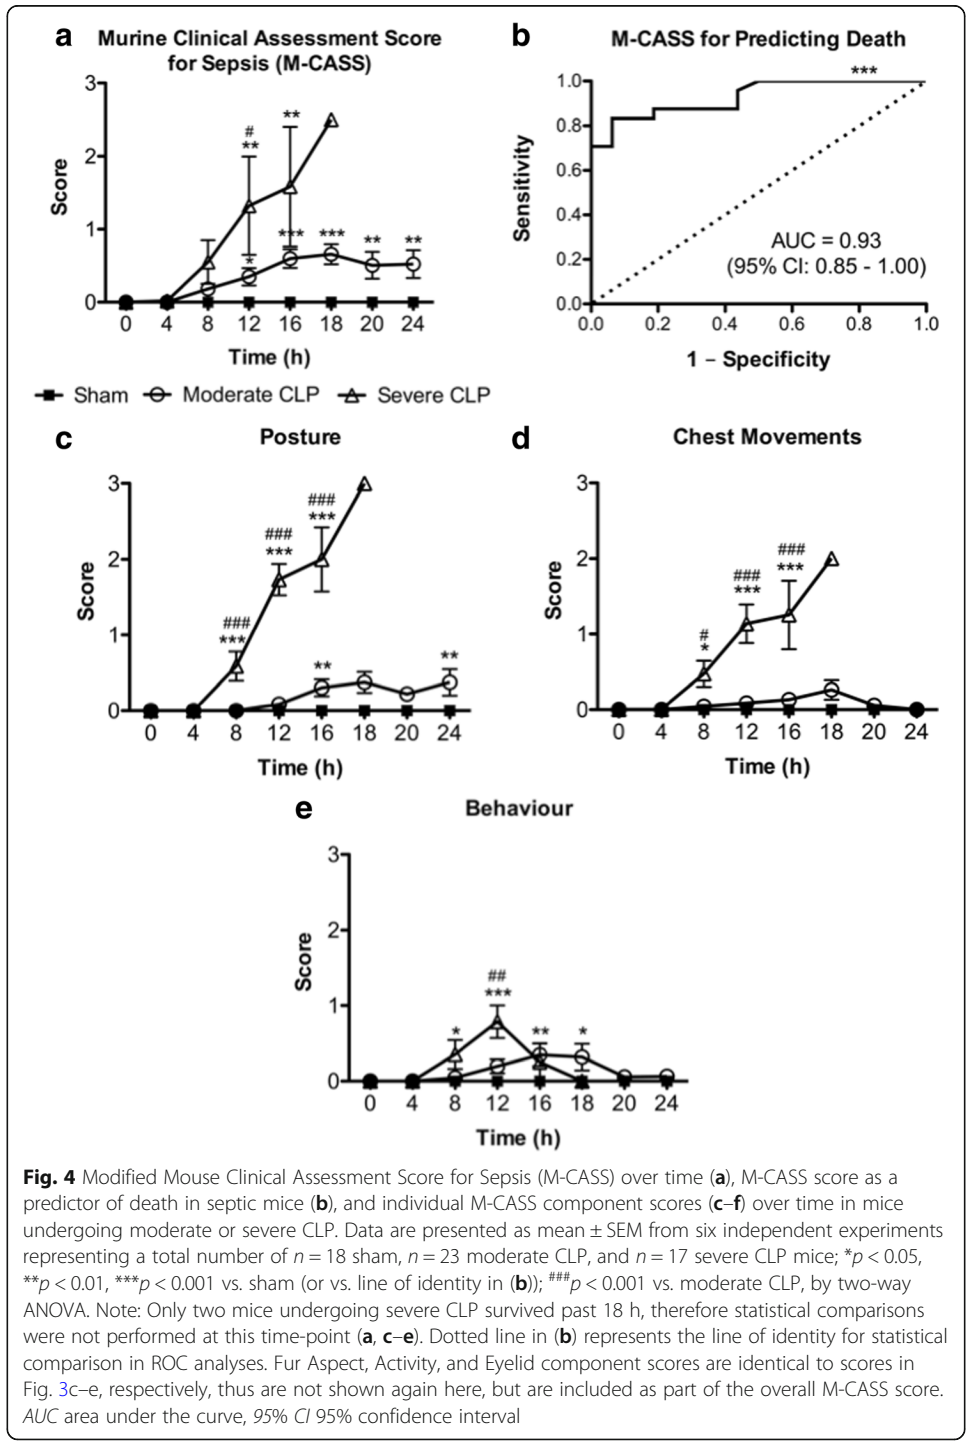 a
Murine Clinical Assessment Score
for Sepsis (M-CASS)
3
2
1
0
Score
#
**
**
*
***
***
**
**
0 4 8 12 16 18 20 24
Time (h)
b
M-CASS for Predicting Death
***
1.0
0.8
0.6
0.4
0.2
0.0
Sensitivity
AUC = 0.93
(95% CI: 0.85 - 1.00)
0.0 0.2 0.4 0.6 0.8 1.0
1 – Specificity
Sham Moderate CLP Severe CLP
c
Posture
3
2
1
0
Score
###
***
###
***
###
***
**
**
0 4 8 12 16 18 20 24
Time (h)
d
Chest Movements
3
2
1
0
Score
#
*
###
***
###
***
0 4 8 12 16 18 20 24
Time (h)
e
Behaviour
3
2
1
0
Score
*
##
***
**
*
0 4 8 12 16 18 20 24
Time (h)
Fig. 4 Modified Mouse Clinical Assessment Score for Sepsis (M-CASS) over time (a), M-CASS score as a
predictor of death in septic mice (b), and individual M-CASS component scores (c–f) over time in mice
undergoing moderate or severe CLP. Data are presented as mean ± SEM from six independent experiments
representing a total number of n = 18 sham, n = 23 moderate CLP, and n = 17 severe CLP mice; *p < 0.05,
**p < 0.01, ***p < 0.001 vs. sham (or vs. line of identity in (b)); ###p < 0.001 vs. moderate CLP, by two-way
ANOVA. Note: Only two mice undergoing severe CLP survived past 18 h, therefore statistical comparisons
were not performed at this time-point (a, c–e). Dotted line in (b) represents the line of identity for statistical
comparison in ROC analyses. Fur Aspect, Activity, and Eyelid component scores are identical to scores in
Fig. 3c–e, respectively, thus are not shown again here, but are included as part of the overall M-CASS score.
AUC area under the curve, 95% CI 95% confidence interval